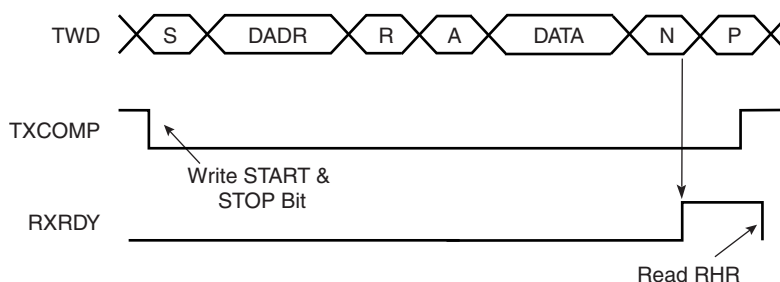 TWD S DADR R A DATA N P
TXCOMP
Write START &
STOP Bit
RXRDY
Read RHR